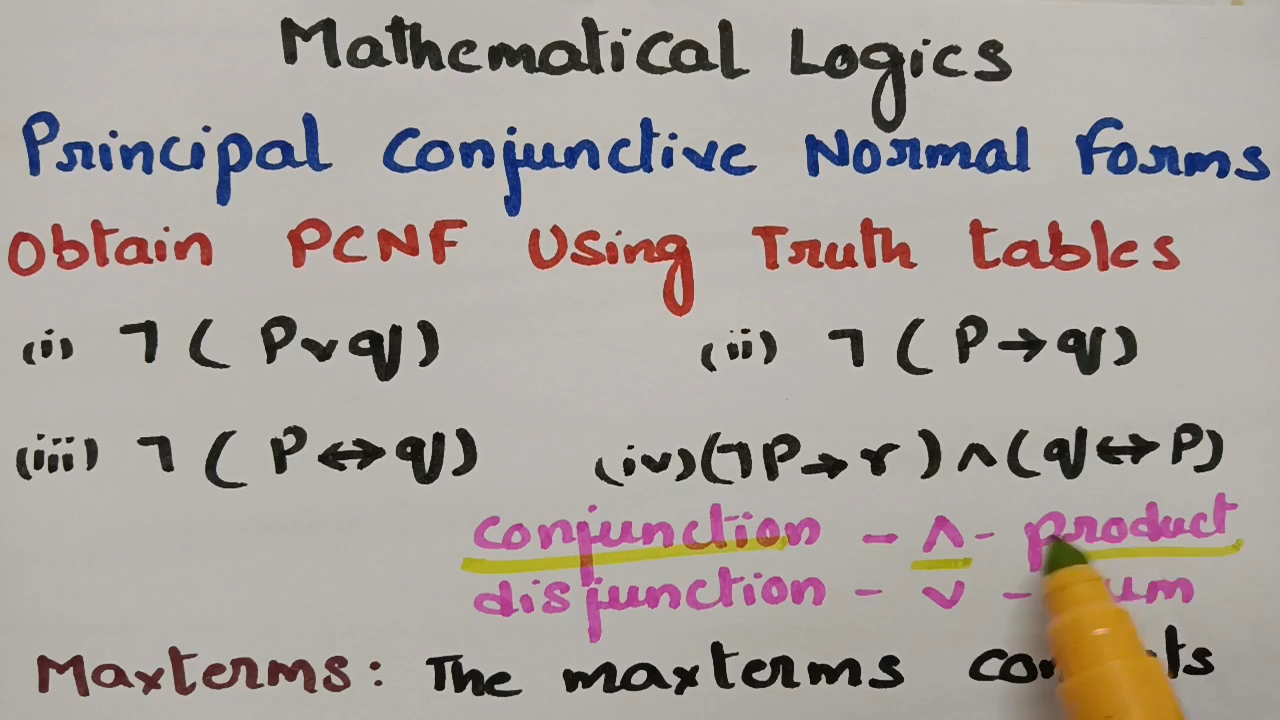 Mathematical Logics
Principal Conjunctive Normal Forms
Obtain PCNF Using Truth tables
(i) ¬ ( P ∨ q ) (ii) ¬ ( P → q )
(iii) ¬ ( P ↔ q ) (iv) (¬P → r ) ∧ (q ↔ P)
conjunction - ∧ - product
disjunction - ∨ -
Maxterms: The maxterms